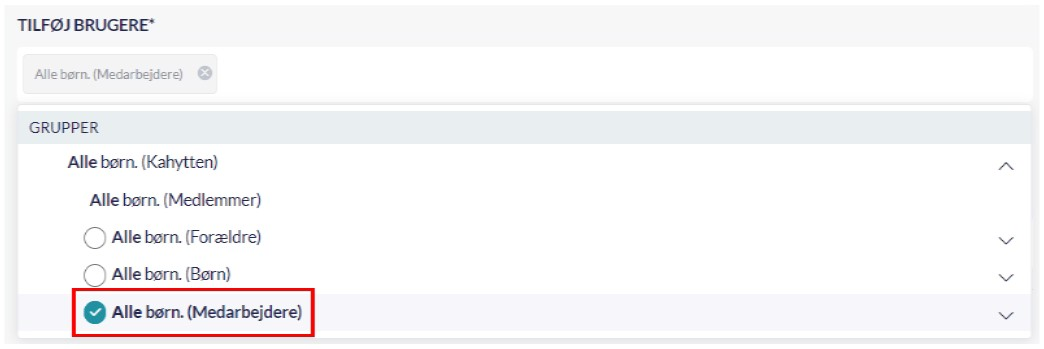 TILFØJ BRUGERE*
Alle børn. (Medarbejdere)
GRUPPER
Alle børn. (Kahytten)
Alle børn. (Medlemmer)
Alle børn. (Forældre)
Alle børn. (Børn)
Alle børn. (Medarbejdere)